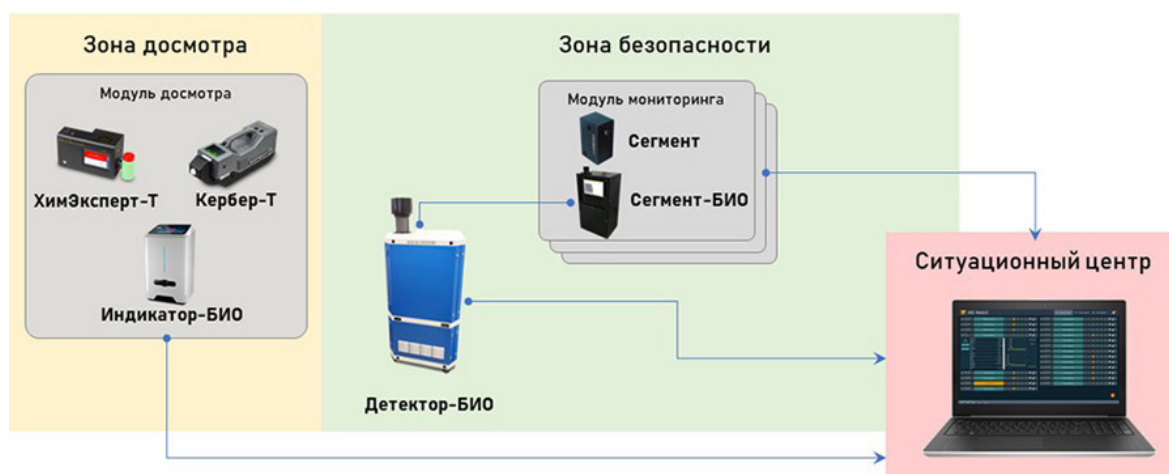 Зона досмотра
Зона безопасности
Модуль досмотра
ХимЭксперт-Т
Кербер-Т
Индикатор-БИО
Модуль мониторинга
Сегмент
Сегмент-БИО
Детектор-БИО
Ситуационный центр